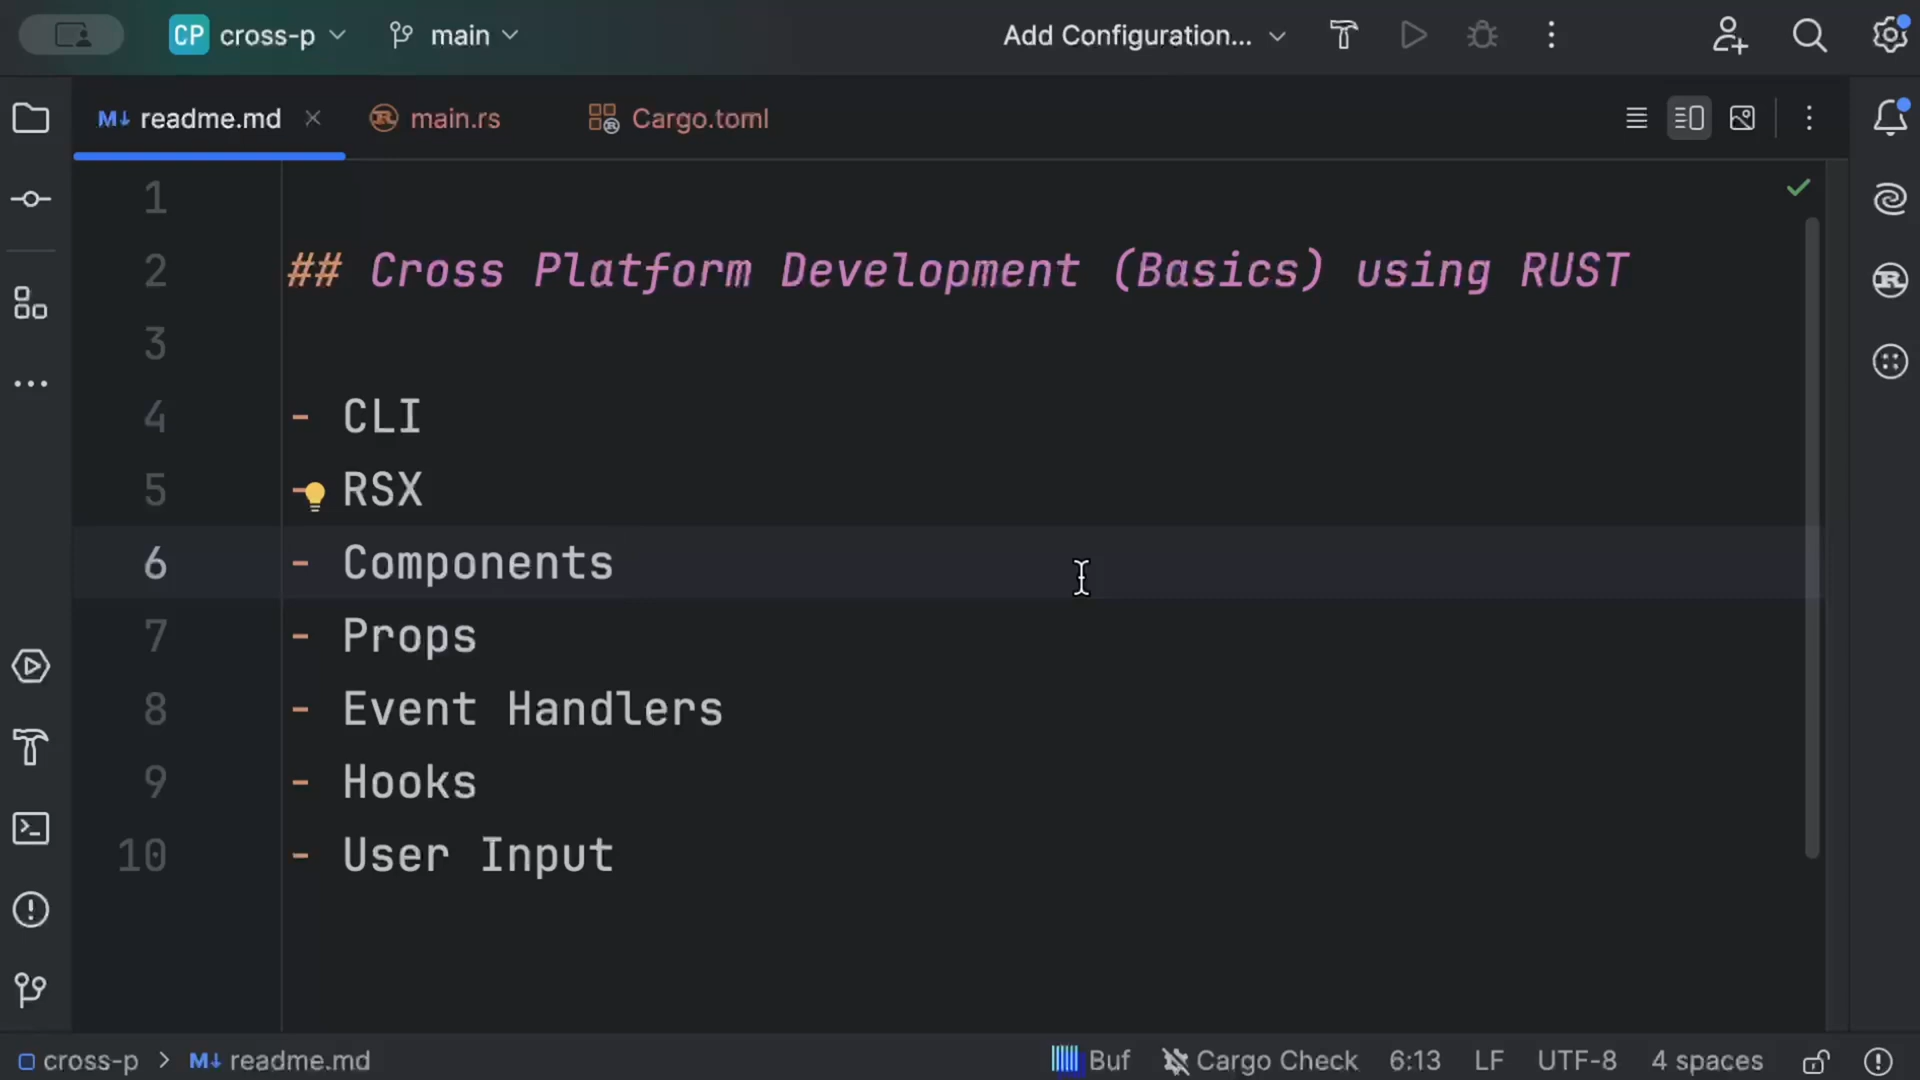 CP cross-p main Add Configuration...
M↓ readme.md main.rs Cargo.toml
1
2 ## Cross Platform Development (Basics) using RUST
3
4 - CLI
5 - RSX
6 - Components
7 - Props
8 - Event Handlers
9 - Hooks
10 - User Input
cross-p > M↓ readme.md Buf Cargo Check 6:13 LF UTF-8 4 spaces